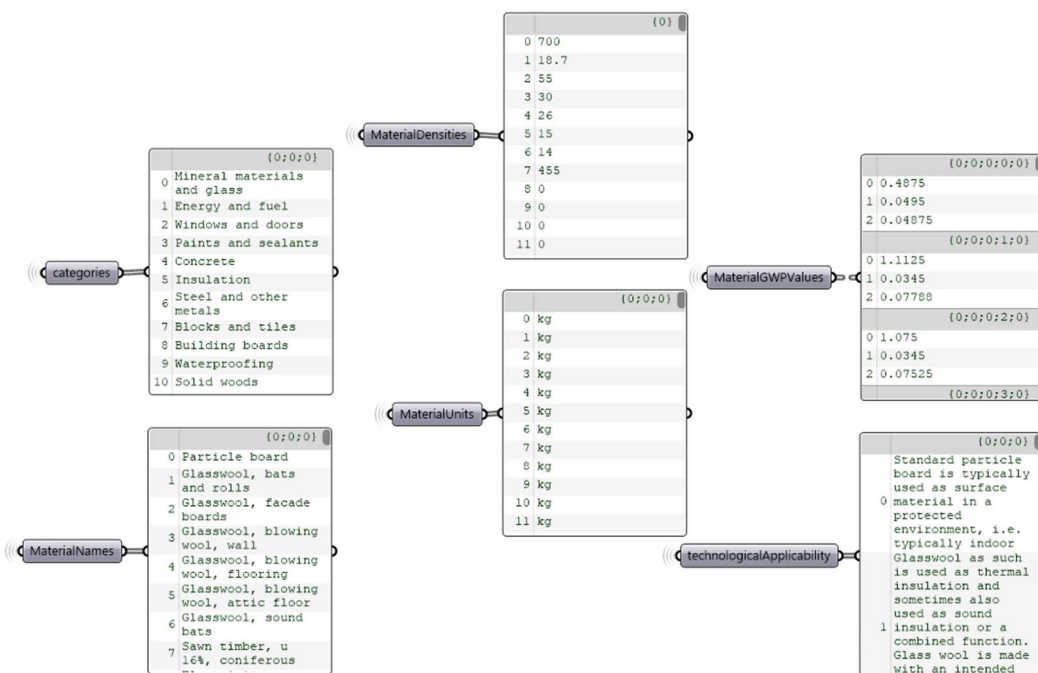 {0}
0 700
1 18.7
2 55
3 30
4 26
5 15
6 14
7 455
8 0
9 0
10 0
11 0
MaterialDensities
{0;0;0}
0 Mineral materials
and glass
1 Energy and fuel
2 Windows and doors
3 Paints and sealants
4 Concrete
5 Insulation
6 Steel and other
metals
7 Blocks and tiles
8 Building boards
9 Waterproofing
10 Solid woods
categories
{0;0;0;0;0}
0 0.4875
1 0.0495
2 0.04875
{0;0;0;1;0}
0 1.1125
1 0.0345
2 0.07788
{0;0;0;2;0}
0 1.075
1 0.0345
2 0.07525
{0;0;0;3;0}
MaterialGWPValues
{0;0;0}
0 kg
1 kg
2 kg
3 kg
4 kg
5 kg
6 kg
7 kg
8 kg
9 kg
10 kg
11 kg
MaterialUnits
{0;0;0}
0 Particle board
1 Glasswool, bats
and rolls
2 Glasswool, facade
boards
3 Glasswool, blowing
wool, wall
4 Glasswool, blowing
wool, flooring
5 Glasswool, blowing
wool, attic floor
6 Glasswool, sound
bats
7 Sawn timber, u
16%, coniferous
MaterialNames
{0;0;0}
Standard particle
board is typically
used as surface
0 material in a
protected
environment, i.e.
typically indoor
Glasswool as such
is used as thermal
insulation and
sometimes also
used as sound
1 insulation or a
combined function.
Glass wool is made
with an intended
technologicalApplicability